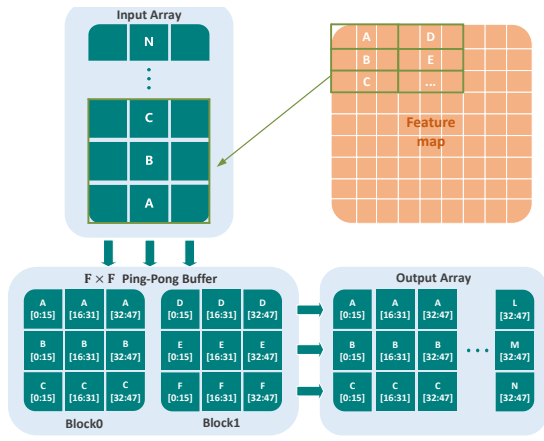 Input Array
N
C
B
A
A D
B E
C ...
Feature
map
F × F Ping-Pong Buffer
A A A D D D
[0:15] [16:31] [32:47] [0:15] [16:31] [32:47]
B B B E E E
[0:15] [16:31] [32:47] [0:15] [16:31] [32:47]
C C C F F F
[0:15] [16:31] [32:47] [0:15] [16:31] [32:47]
Block0 Block1
Output Array
A A A L
[0:15] [16:31] [32:47] [32:47]
B B B ... M
[0:15] [16:31] [32:47] [32:47]
C C C N
[0:15] [16:31] [32:47] [32:47]